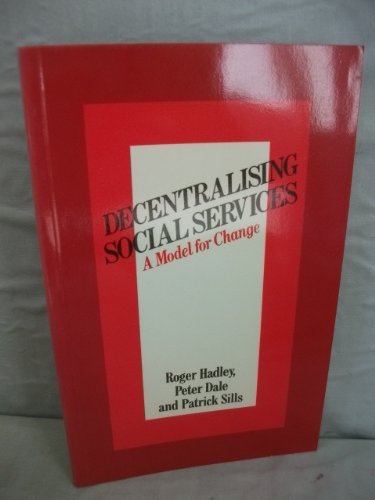 DECENTRALISING
SOCIAL SERVICES
A Model for Change
Roger Hadley,
Peter Dale
and Patrick Sills